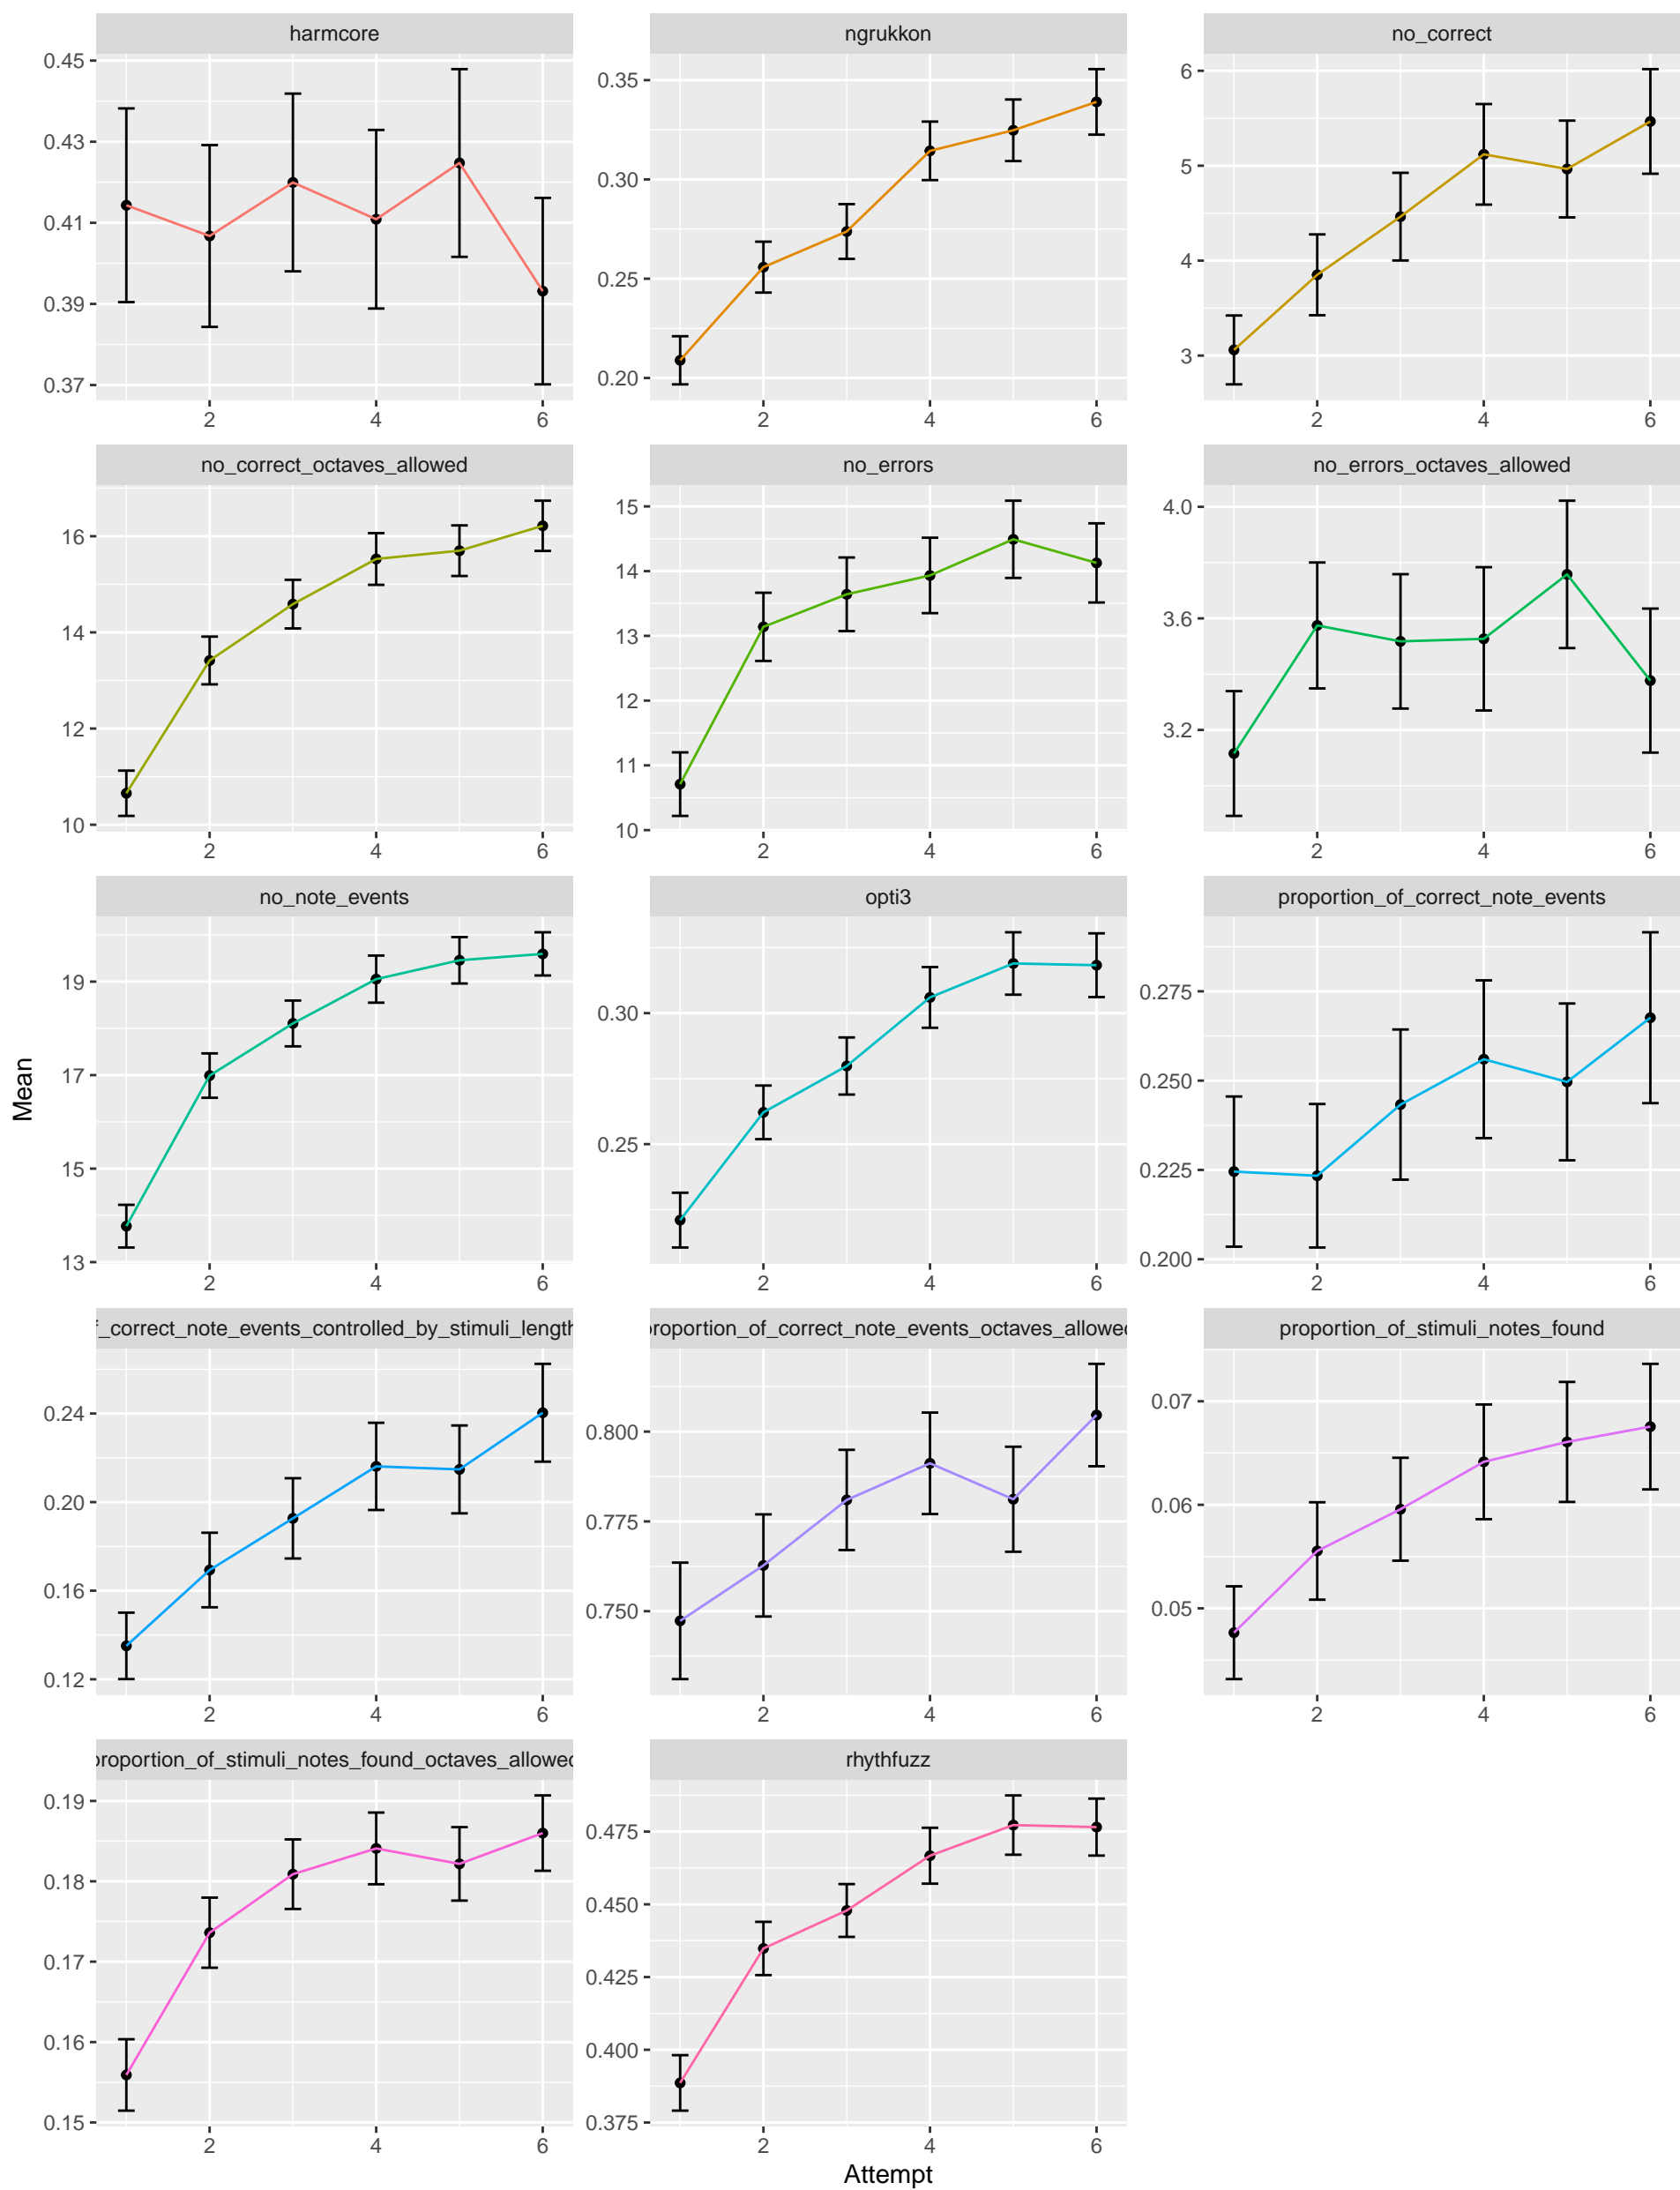 harmcore ngrukkon no_correct
0.45
0.43
0.41
0.39
0.37
2 4 6
0.35
0.30
0.25
0.20
2 4 6
6
5
4
3
2 4 6
no_correct_octaves_allowed no_errors no_errors_octaves_allowed
16
14
12
10
2 4 6
15
14
13
12
11
10
2 4 6
4.0
3.6
3.2
2 4 6
no_note_events opti3 proportion_of_correct_note_events
19
17
15
13
2 4 6
0.30
0.25
2 4 6
0.275
0.250
0.225
0.200
2 4 6
Mean
_correct_note_events_controlled_by_stimuli_length proportion_of_correct_note_events_octaves_allowed proportion_of_stimuli_notes_found
0.24
0.20
0.16
0.12
2 4 6
0.800
0.775
0.750
2 4 6
0.07
0.06
0.05
2 4 6
proportion_of_stimuli_notes_found_octaves_allowed rhythfuzz
0.19
0.18
0.17
0.16
0.15
2 4 6
0.475
0.450
0.425
0.400
0.375
2 4 6
Attempt